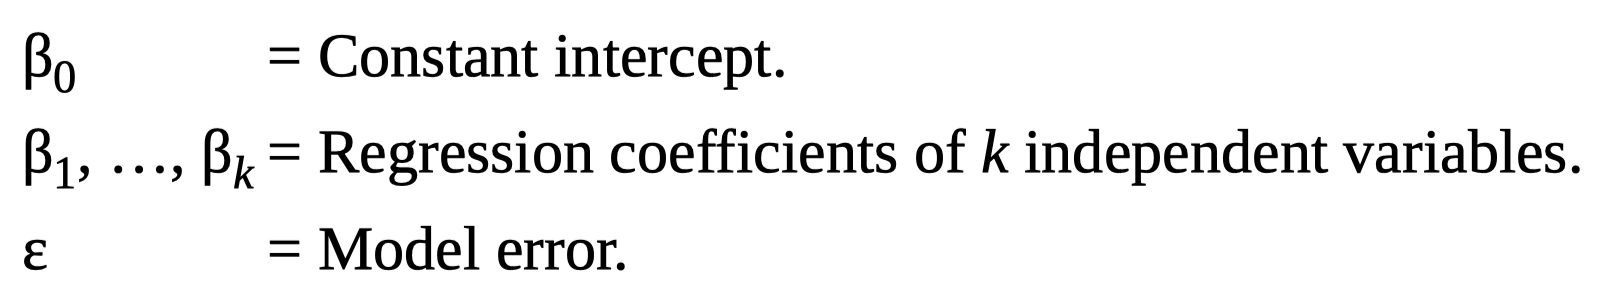 β₀ = Constant intercept.
β₁, …, βₖ = Regression coefficients of k independent variables.
ε = Model error.